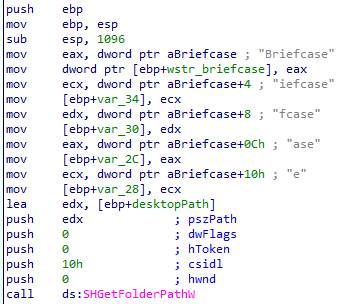 push ebp
mov ebp, esp
sub esp, 1096
mov eax, dword ptr aBriefcase ; "Briefcase"
mov dword ptr [ebp+wstr_briefcase], eax
mov ecx, dword ptr aBriefcase+4 ; "iefcase"
mov [ebp+var_34], ecx
mov edx, dword ptr aBriefcase+8 ; "fcase"
mov [ebp+var_30], edx
mov eax, dword ptr aBriefcase+0Ch ; "ase"
mov [ebp+var_2C], eax
mov ecx, dword ptr aBriefcase+10h ; "e"
mov [ebp+var_28], ecx
lea edx, [ebp+desktopPath]
push edx ; pszPath
push 0 ; dwFlags
push 0 ; hToken
push 10h ; csidl
push 0 ; hwnd
call ds:SHGetFolderPathW